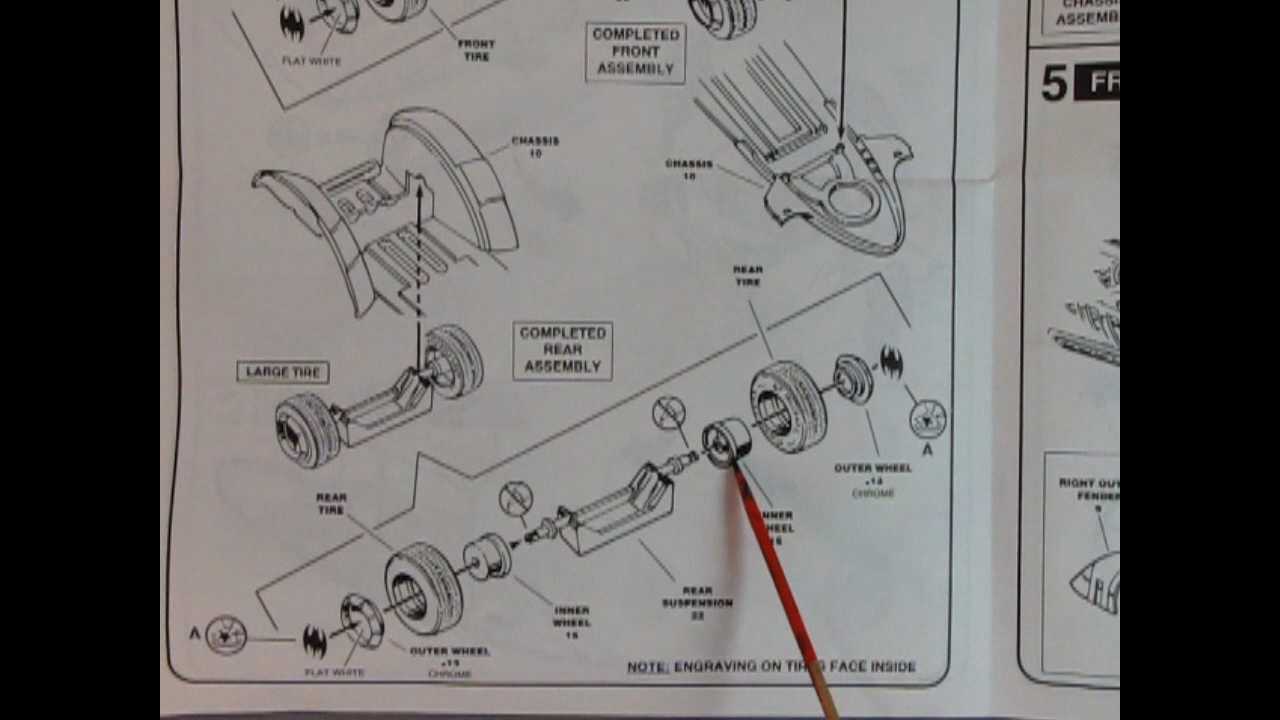 FLAT WHITE
FRONT
TIRE
COMPLETED
FRONT
ASSEMBLY
CHASSIS
10
CHASSIS
10
REAR
TIRE
COMPLETED
REAR
ASSEMBLY
LARGE TIRE
REAR
TIRE
A
OUTER WHEEL
CHROME
REAR
SUSPENSION
INNER
WHEEL
A
FLAT WHITE
OUTER WHEEL
CHROME
NOTE: ENGRAVING ON FACE INSIDE
5 FR
RIGHT
FENDER
9